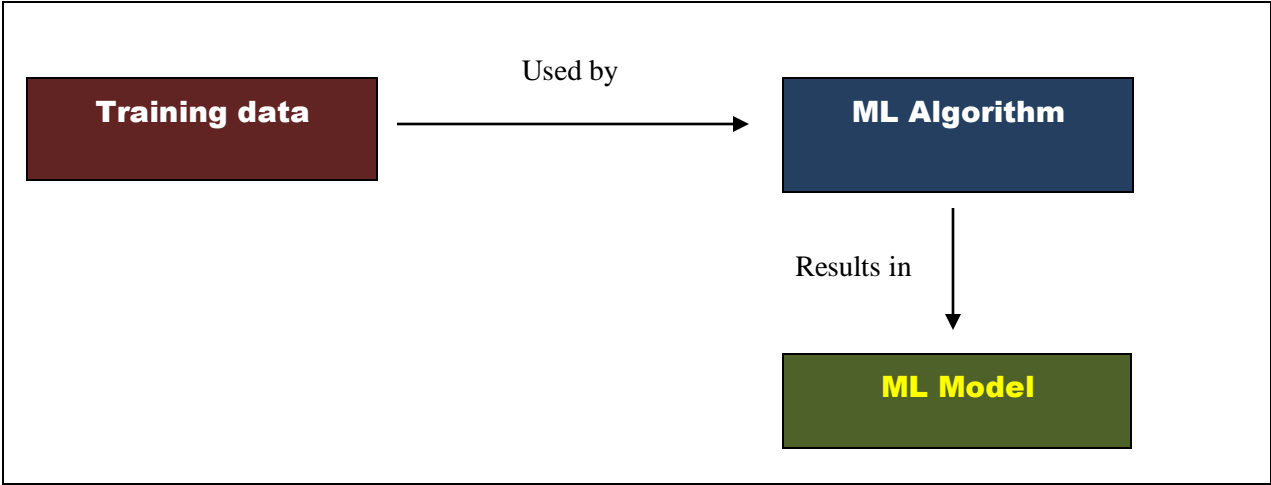 Used by
Training data
ML Algorithm
Results in
ML Model